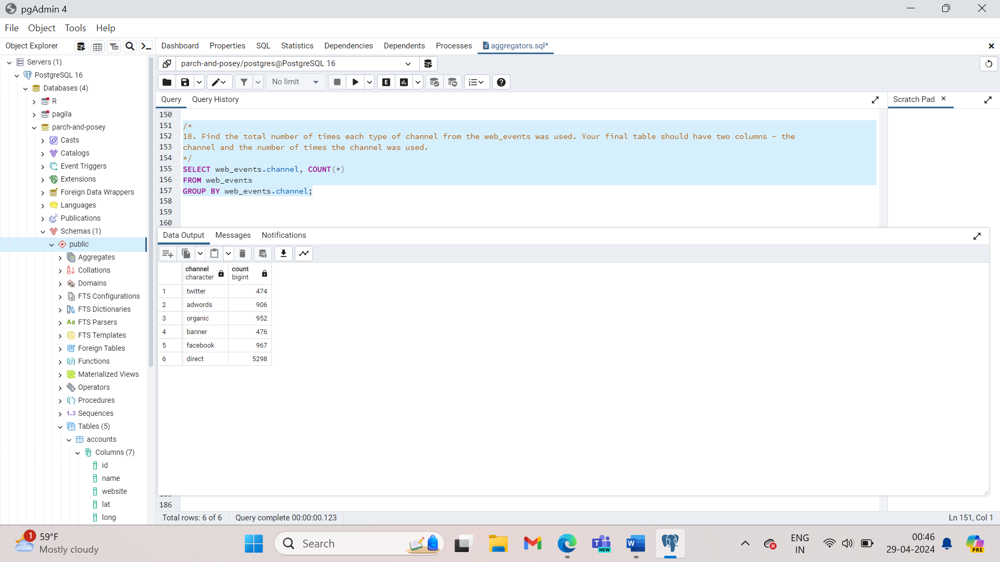 pgAdmin 4
File Object Tools Help
Object Explorer
Dashboard Properties SQL Statistics Dependencies Dependents Processes aggregators.sql*
Servers (1)
PostgreSQL 16
Databases (4)
R
pagila
parch-and-posey
Casts
Catalogs
Event Triggers
Extensions
Foreign Data Wrappers
Languages
Publications
Schemas (1)
public
Aggregates
Collations
Domains
FTS Configurations
FTS Dictionaries
Aa FTS Parsers
FTS Templates
Foreign Tables
Functions
Materialized Views
Operators
Procedures
1..3 Sequences
Tables (5)
accounts
Columns (7)
id
name
website
lat
long
parch-and-posey/postgres@PostgreSQL 16
No limit
E
Query Query History
Scratch Pad
150
151 /*
152 18. Find the total number of times each type of channel from the web_events was used. Your final table should have two columns - the
153 channel and the number of times the channel was used.
154 */
155 SELECT web_events.channel, COUNT(*)
156 FROM web_events
157 GROUP BY web_events.channel;
158
159
160
Data Output Messages Notifications
channel character count bigint
1 twitter 474
2 adwords 906
3 organic 952
4 banner 476
5 facebook 967
6 direct 5298
186
Total rows: 6 of 6 Query complete 00:00:00.123 Ln 151, Col 1
1
59°F
Mostly cloudy
Search
NEW
ENG
IN
00:46
29-04-2024
PRE